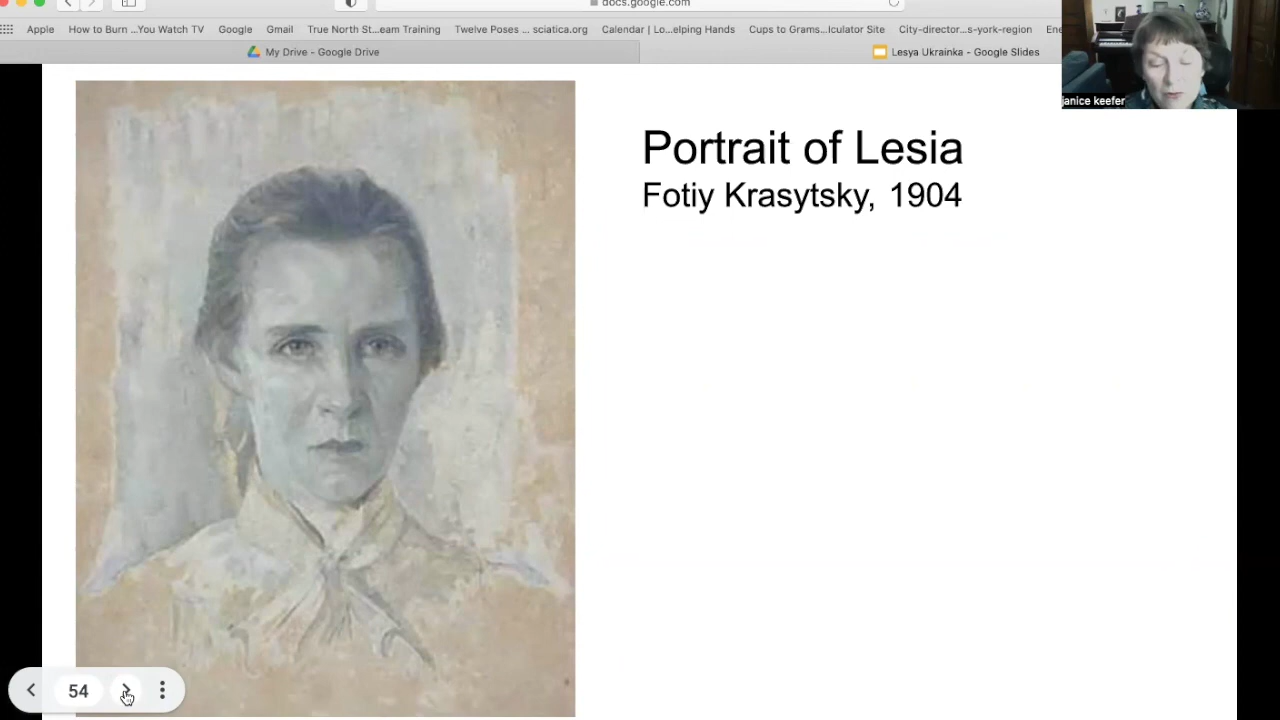 docs.google.com
Apple
How to Burn ...You Watch TV
Google
Gmail
True North St...eam Training
Twelve Poses ... sciatica.org
Calendar | Lo...elping Hands
Cups to Grams...lculator Site
City-director...s-york-region
Ene
My Drive - Google Drive
Lesya Ukrainka - Google Slides
janice keefer
Portrait of Lesia
Fotiy Krasytsky, 1904
54